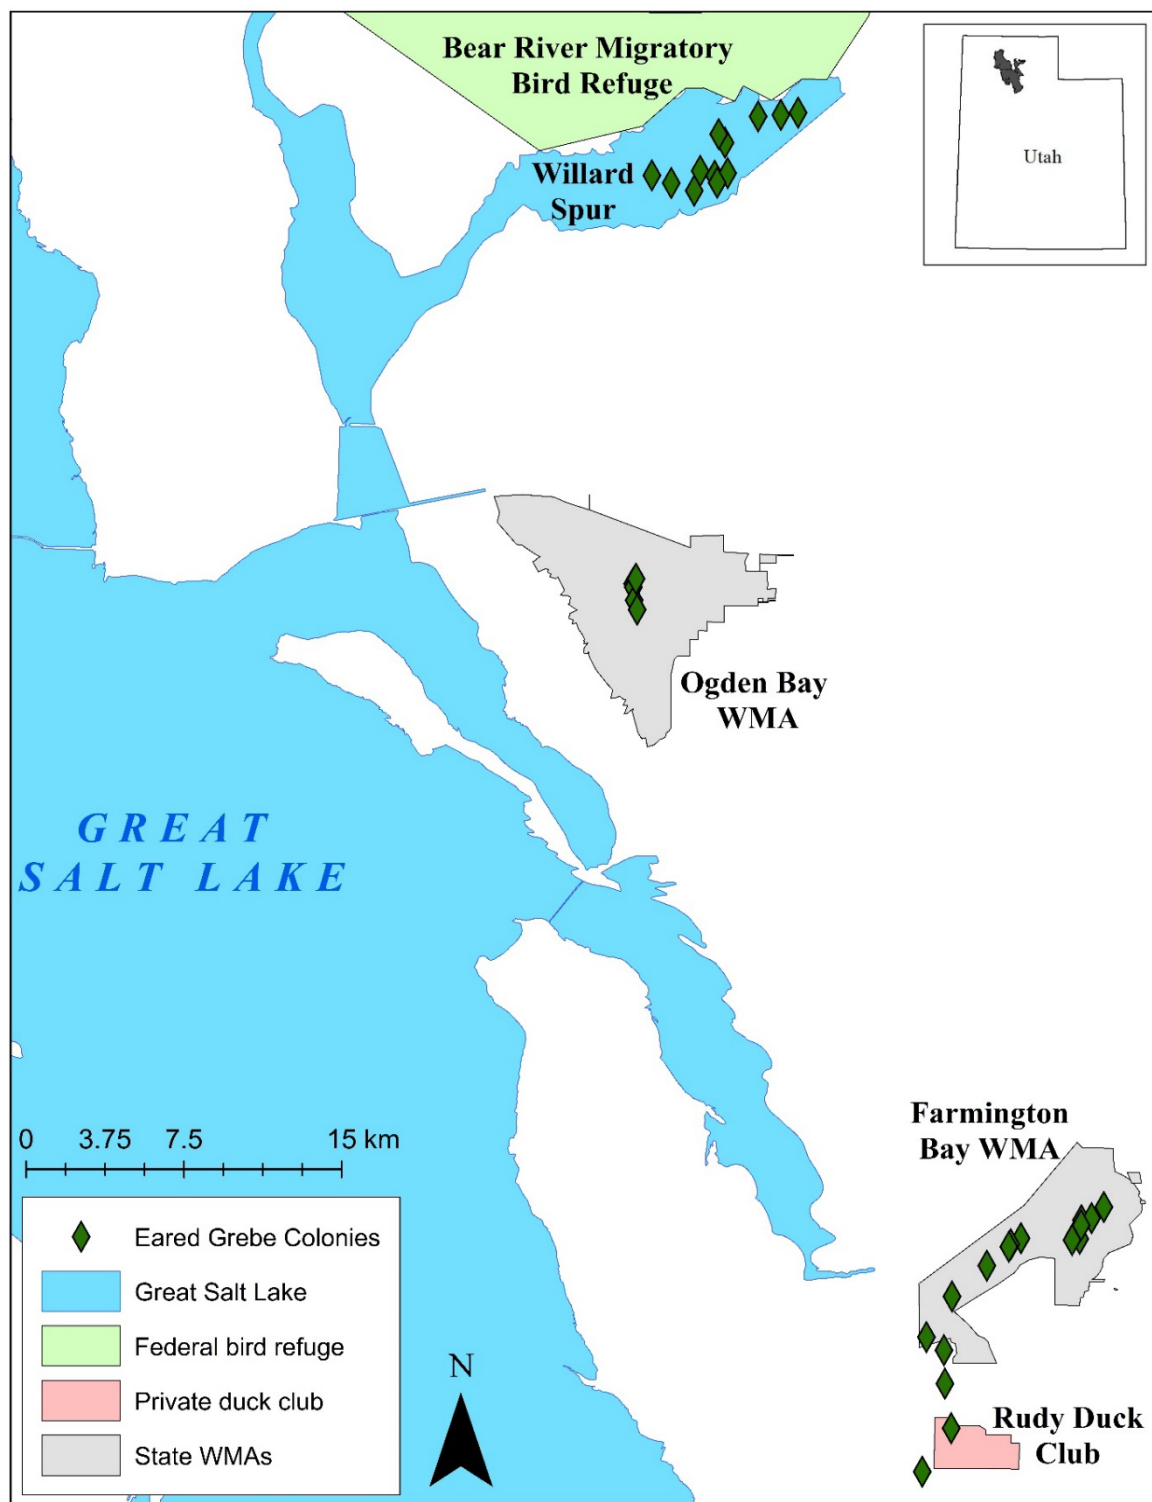 Bear River Migratory
Bird Refuge
Utah
Willard
Spur
Ogden Bay
WMA
GREAT
SALT LAKE
Farmington
Bay WMA
0 3.75 7.5 15 km
Eared Grebe Colonies
Great Salt Lake
Federal bird refuge
Private duck club
State WMAs
N
Rudy Duck
Club